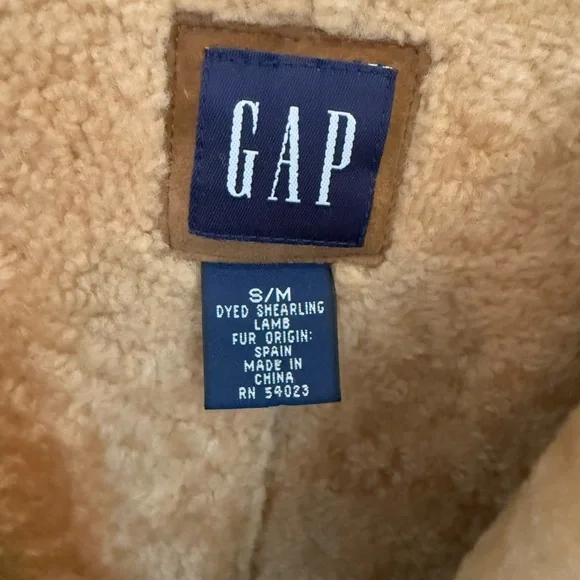 GAP
S/M
DYED SHEARLING
LAMB
FUR ORIGIN:
SPAIN
MADE IN
CHINA
RN 54023